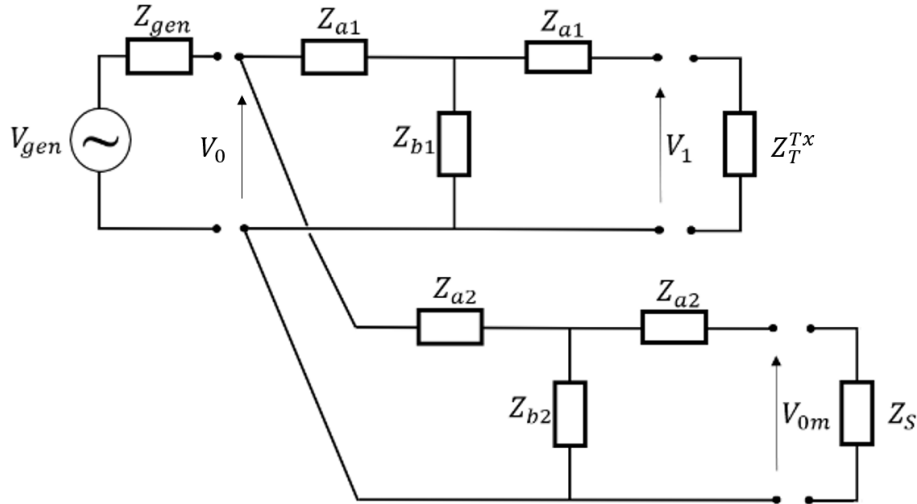 Z_gen
Z_a1
Z_a1
V_gen
V_0
Z_b1
V_1
Z_T^Tx
Z_a2
Z_a2
Z_b2
V_0m
Z_S